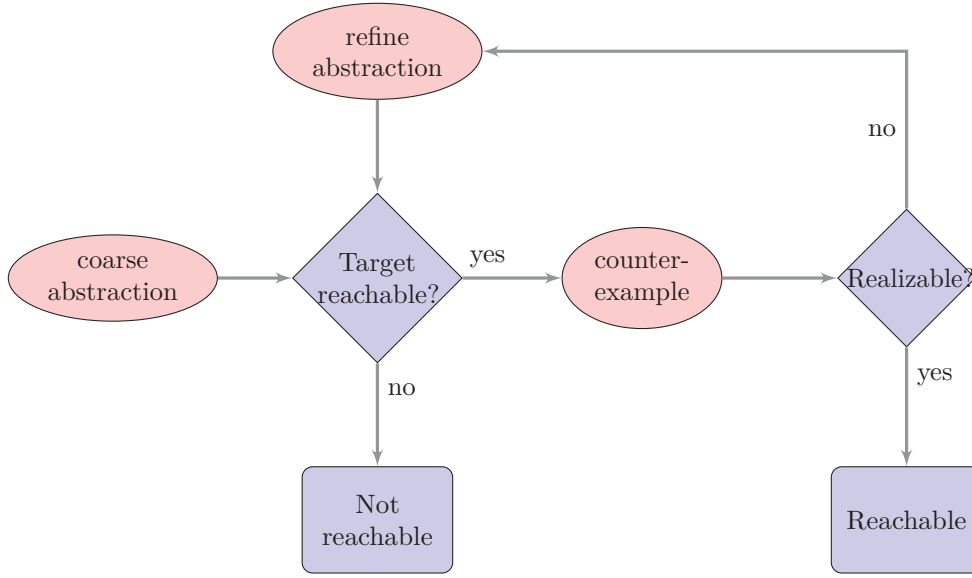 refine
abstraction
no
coarse
abstraction
Target
reachable?
yes
counter-
example
Realizable?
no
yes
Not
reachable
Reachable